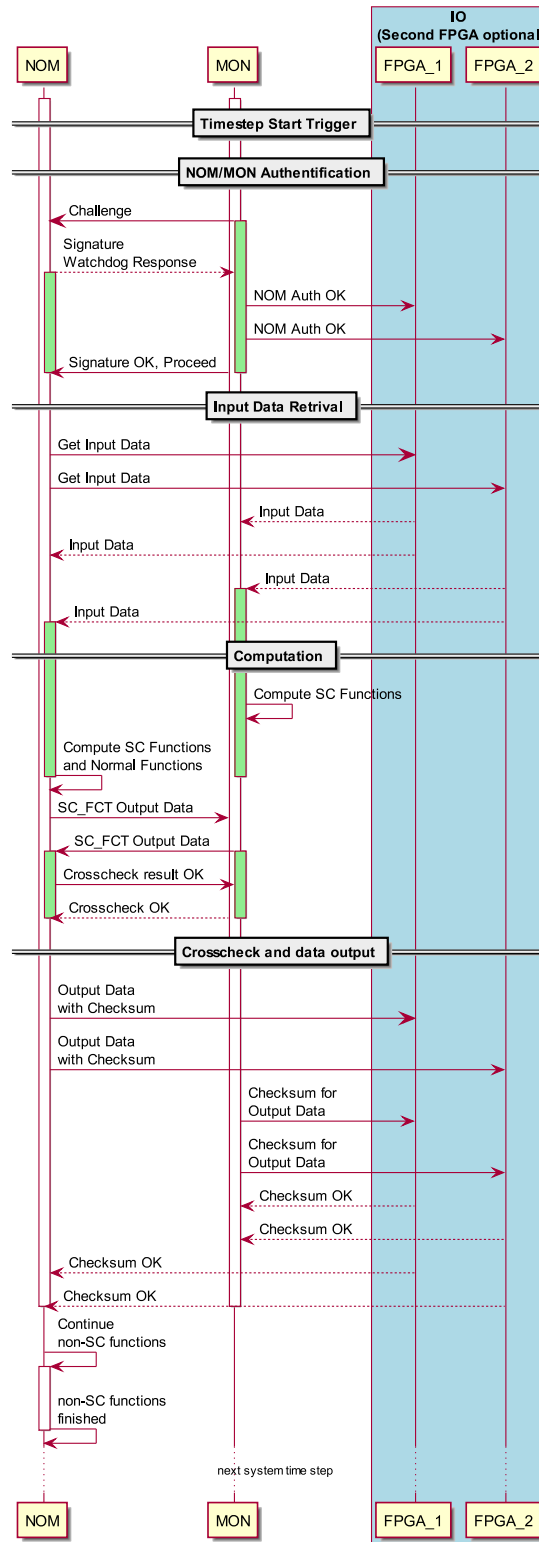 IO
(Second FPGA optional
NOM
MON
FPGA_1
FPGA_2
Timestep Start Trigger
NOM/MON Authentification
Challenge
Signature
Watchdog Response
NOM Auth OK
NOM Auth OK
Signature OK, Proceed
Input Data Retrival
Get Input Data
Get Input Data
Input Data
Input Data
Input Data
Input Data
Computation
Compute SC Functions
Compute SC Functions
and Normal Functions
SC_FCT Output Data
SC_FCT Output Data
Crosscheck result OK
Crosscheck OK
Crosscheck and data output
Output Data
with Checksum
Output Data
with Checksum
Checksum for
Output Data
Checksum for
Output Data
Checksum OK
Checksum OK
Checksum OK
Checksum OK
Continue
non-SC functions
non-SC functions
finished
next system time step
NOM
MON
FPGA_1
FPGA_2